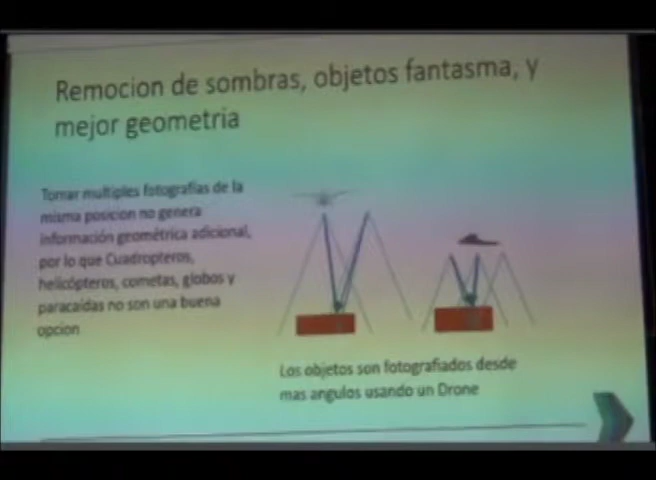 Remocion de sombras, objetos fantasma, y
mejor geometria
Tomar multiples fotografias de la
misma posicion no genera
información geométrica adicional,
por lo que Cuadropteros,
helicópteros, cometas, globos y
paracaidas no son una buena
opcion
Los objetos son fotografiados desde
mas angulos usando un Drone